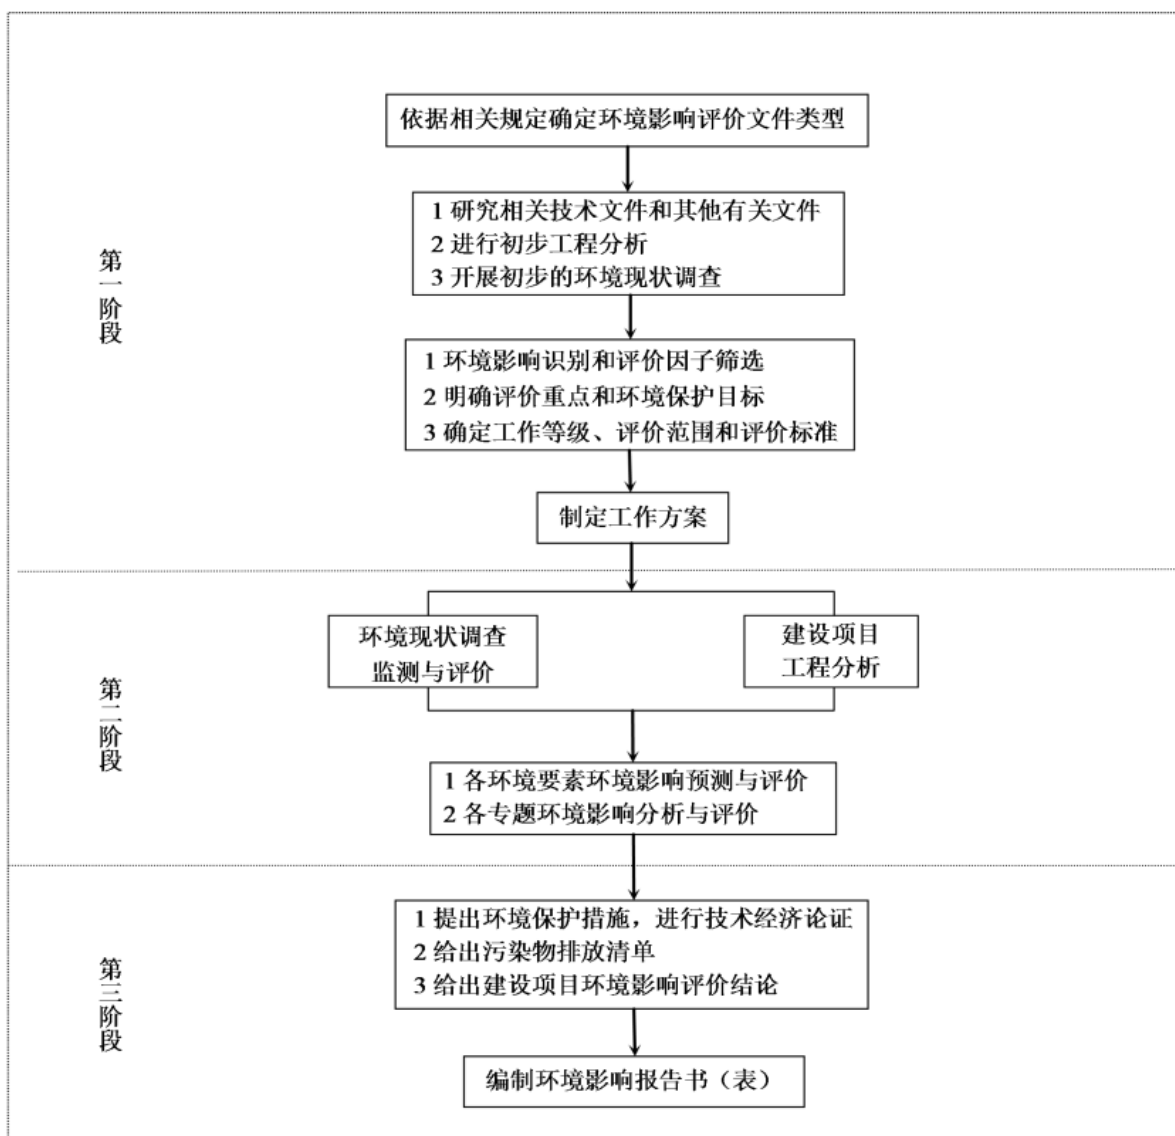 依据相关规定确定环境影响评价文件类型
第一阶段
1 研究相关技术文件和其他有关文件
2 进行初步工程分析
3 开展初步的环境现状调查
1 环境影响识别和评价因子筛选
2 明确评价重点和环境保护目标
3 确定工作等级、评价范围和评价标准
制定工作方案
第二阶段
环境现状调查
监测与评价
建设项目
工程分析
1 各环境要素环境影响预测与评价
2 各专题环境影响分析与评价
第三阶段
1 提出环境保护措施，进行技术经济论证
2 给出污染物排放清单
3 给出建设项目环境影响评价结论
编制环境影响报告书（表）